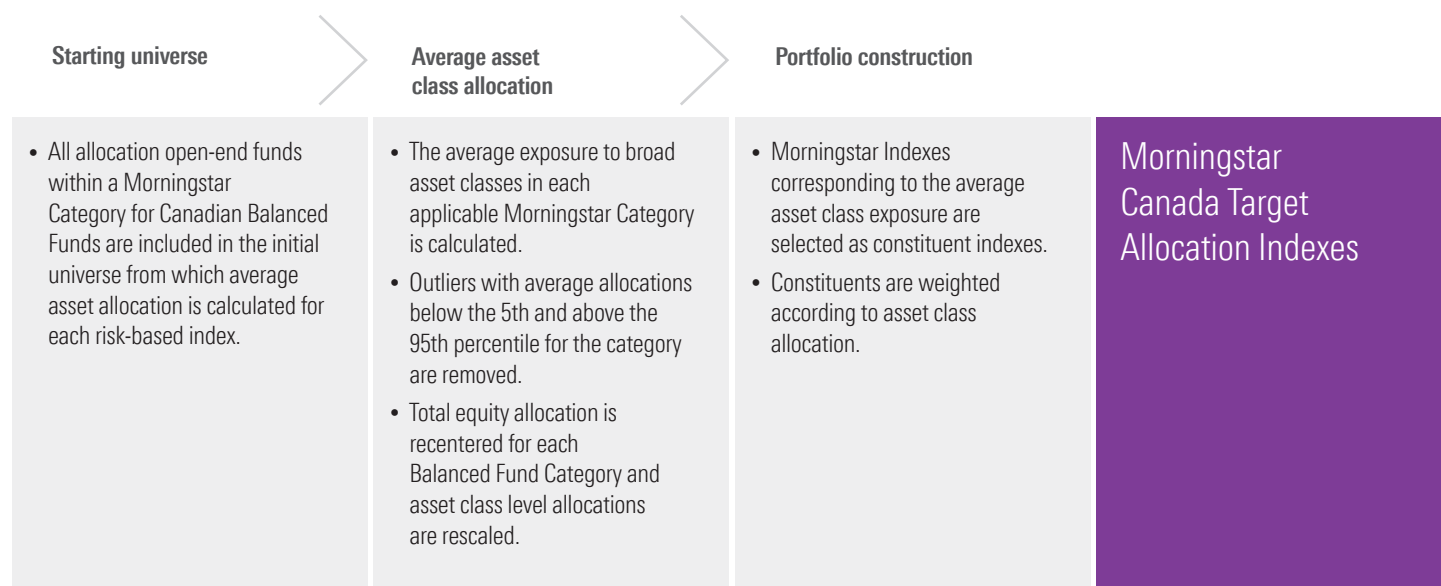 Starting universe
Average asset
class allocation
Portfolio construction
• All allocation open-end funds
within a Morningstar
Category for Canadian Balanced
Funds are included in the initial
universe from which average
asset allocation is calculated for
each risk-based index.
• The average exposure to broad
asset classes in each
applicable Morningstar Category
is calculated.
• Outliers with average allocations
below the 5th and above the
95th percentile for the category
are removed.
• Total equity allocation is
recentered for each
Balanced Fund Category and
asset class level allocations
are rescaled.
• Morningstar Indexes
corresponding to the average
asset class exposure are
selected as constituent indexes.
• Constituents are weighted
according to asset class
allocation.
Morningstar
Canada Target
Allocation Indexes